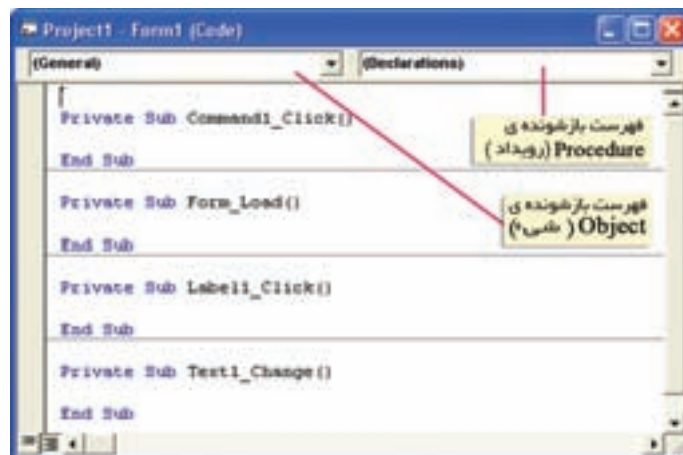 Project1 - Form1 (Code)
(General) (Declarations)
Private Sub Command1_Click()
End Sub
Private Sub Form_Load()
End Sub
Private Sub Label1_Click()
End Sub
Private Sub Text1_Change()
End Sub
فهرست بازشونده ی
Procedure (رویداد)
فهرست بازشونده ی
Object (شیء)